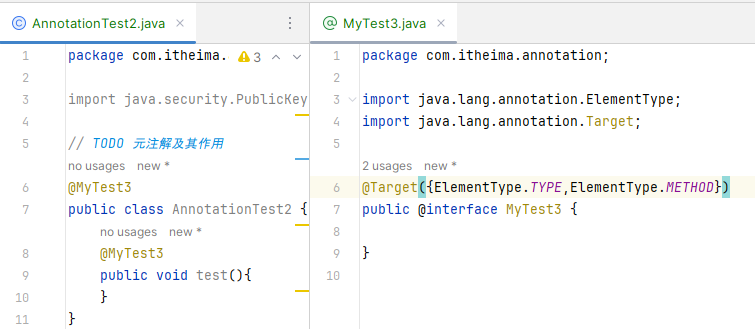 AnnotationTest2.java
1 package com.itheima. 3
2
3 import java.security.PublicKey
4
5 // TODO 元注解及其作用
no usages new *
6 @MyTest3
7 public class AnnotationTest2 {
no usages new *
8 @MyTest3
9 public void test(){
10 }
11 }
MyTest3.java
1 package com.itheima.annotation;
2
3 import java.lang.annotation.ElementType;
4 import java.lang.annotation.Target;
5
2 usages new *
6 @Target({ElementType.TYPE,ElementType.METHOD})
7 public @interface MyTest3 {
8
9 }
10